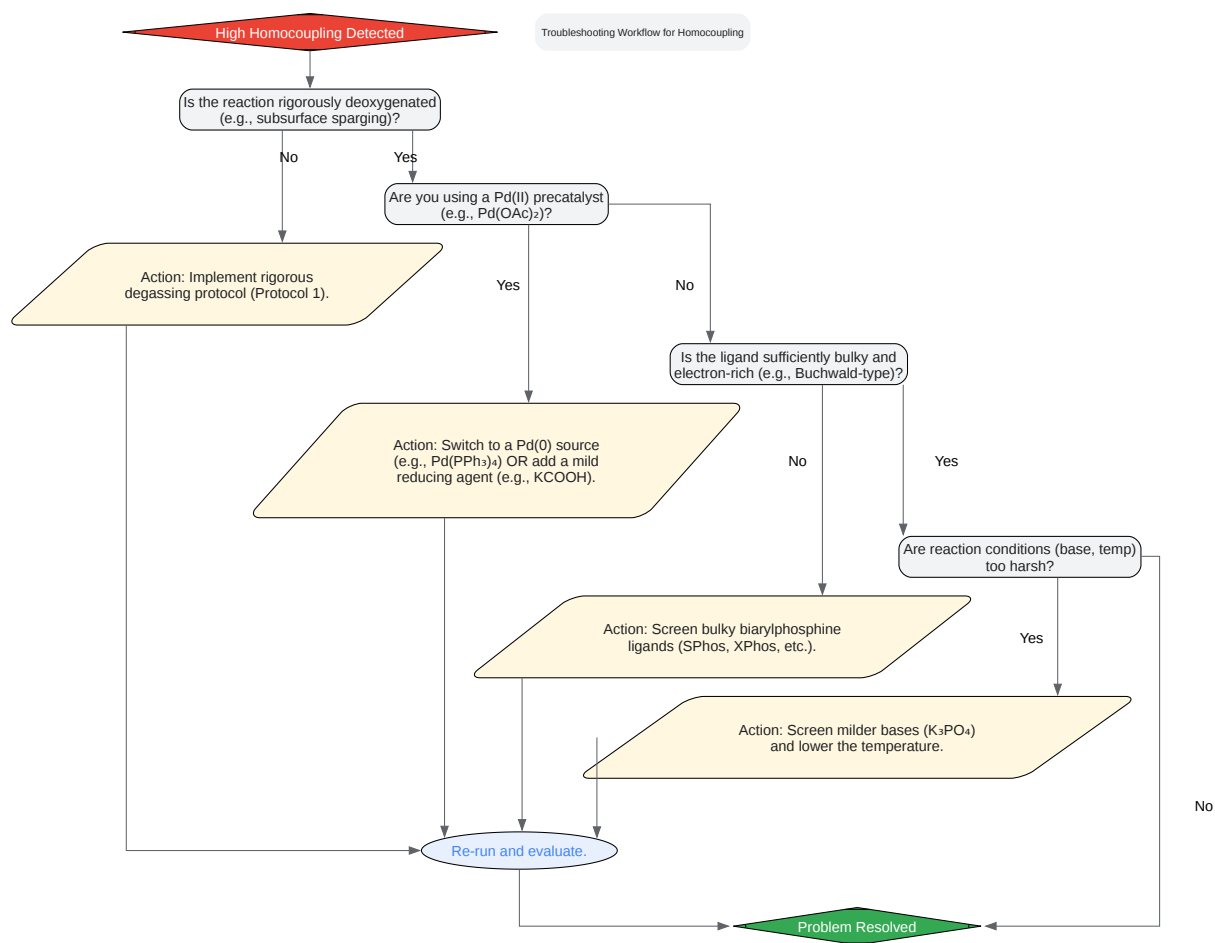 High Homocoupling Detected
Troubleshooting Workflow for Homocoupling
Is the reaction rigorously deoxygenated
(e.g., subsurface sparging)?
No
Yes
Are you using a Pd(II) precatalyst
(e.g., Pd(OAc)₂)?
Action: Implement rigorous
degassing protocol (Protocol 1).
Yes
No
Is the ligand sufficiently bulky and
electron-rich (e.g., Buchwald-type)?
Action: Switch to a Pd(0) source
(e.g., Pd(PPh₃)₄) OR add a mild
reducing agent (e.g., KCOOH).
No
Yes
Are reaction conditions (base, temp)
too harsh?
Action: Screen bulky biarylphosphine
ligands (SPhos, XPhos, etc.).
Yes
Action: Screen milder bases (K₃PO₄)
and lower the temperature.
No
Re-run and evaluate.
Problem Resolved